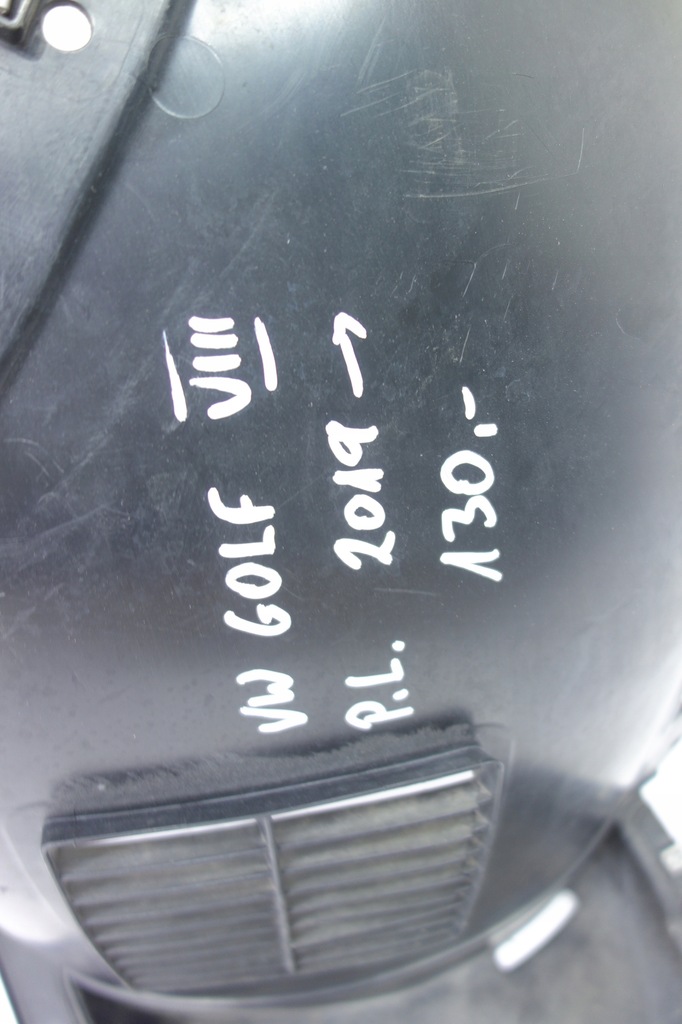 VW GOLF VIII
P.L. 2019 →
130.-